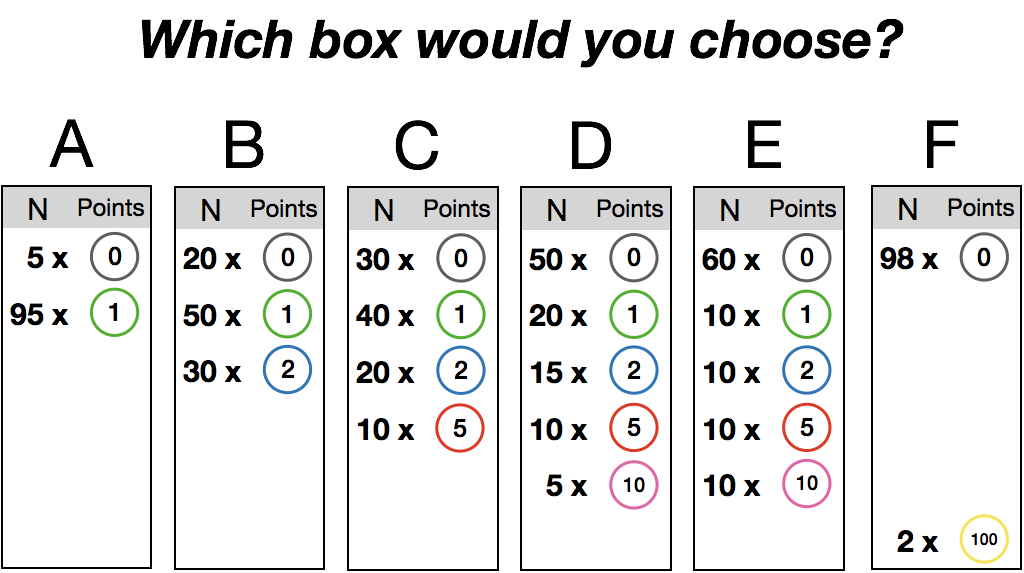 Which box would you choose?
A B C D E F
N Points N Points N Points N Points N Points N Points
5 x 0 20 x 0 30 x 0 50 x 0 60 x 0 98 x 0
95 x 1 50 x 1 40 x 1 20 x 1 10 x 1
30 x 2 20 x 2 15 x 2 10 x 2
10 x 5 10 x 5 10 x 5
5 x 10 10 x 10
2 x 100